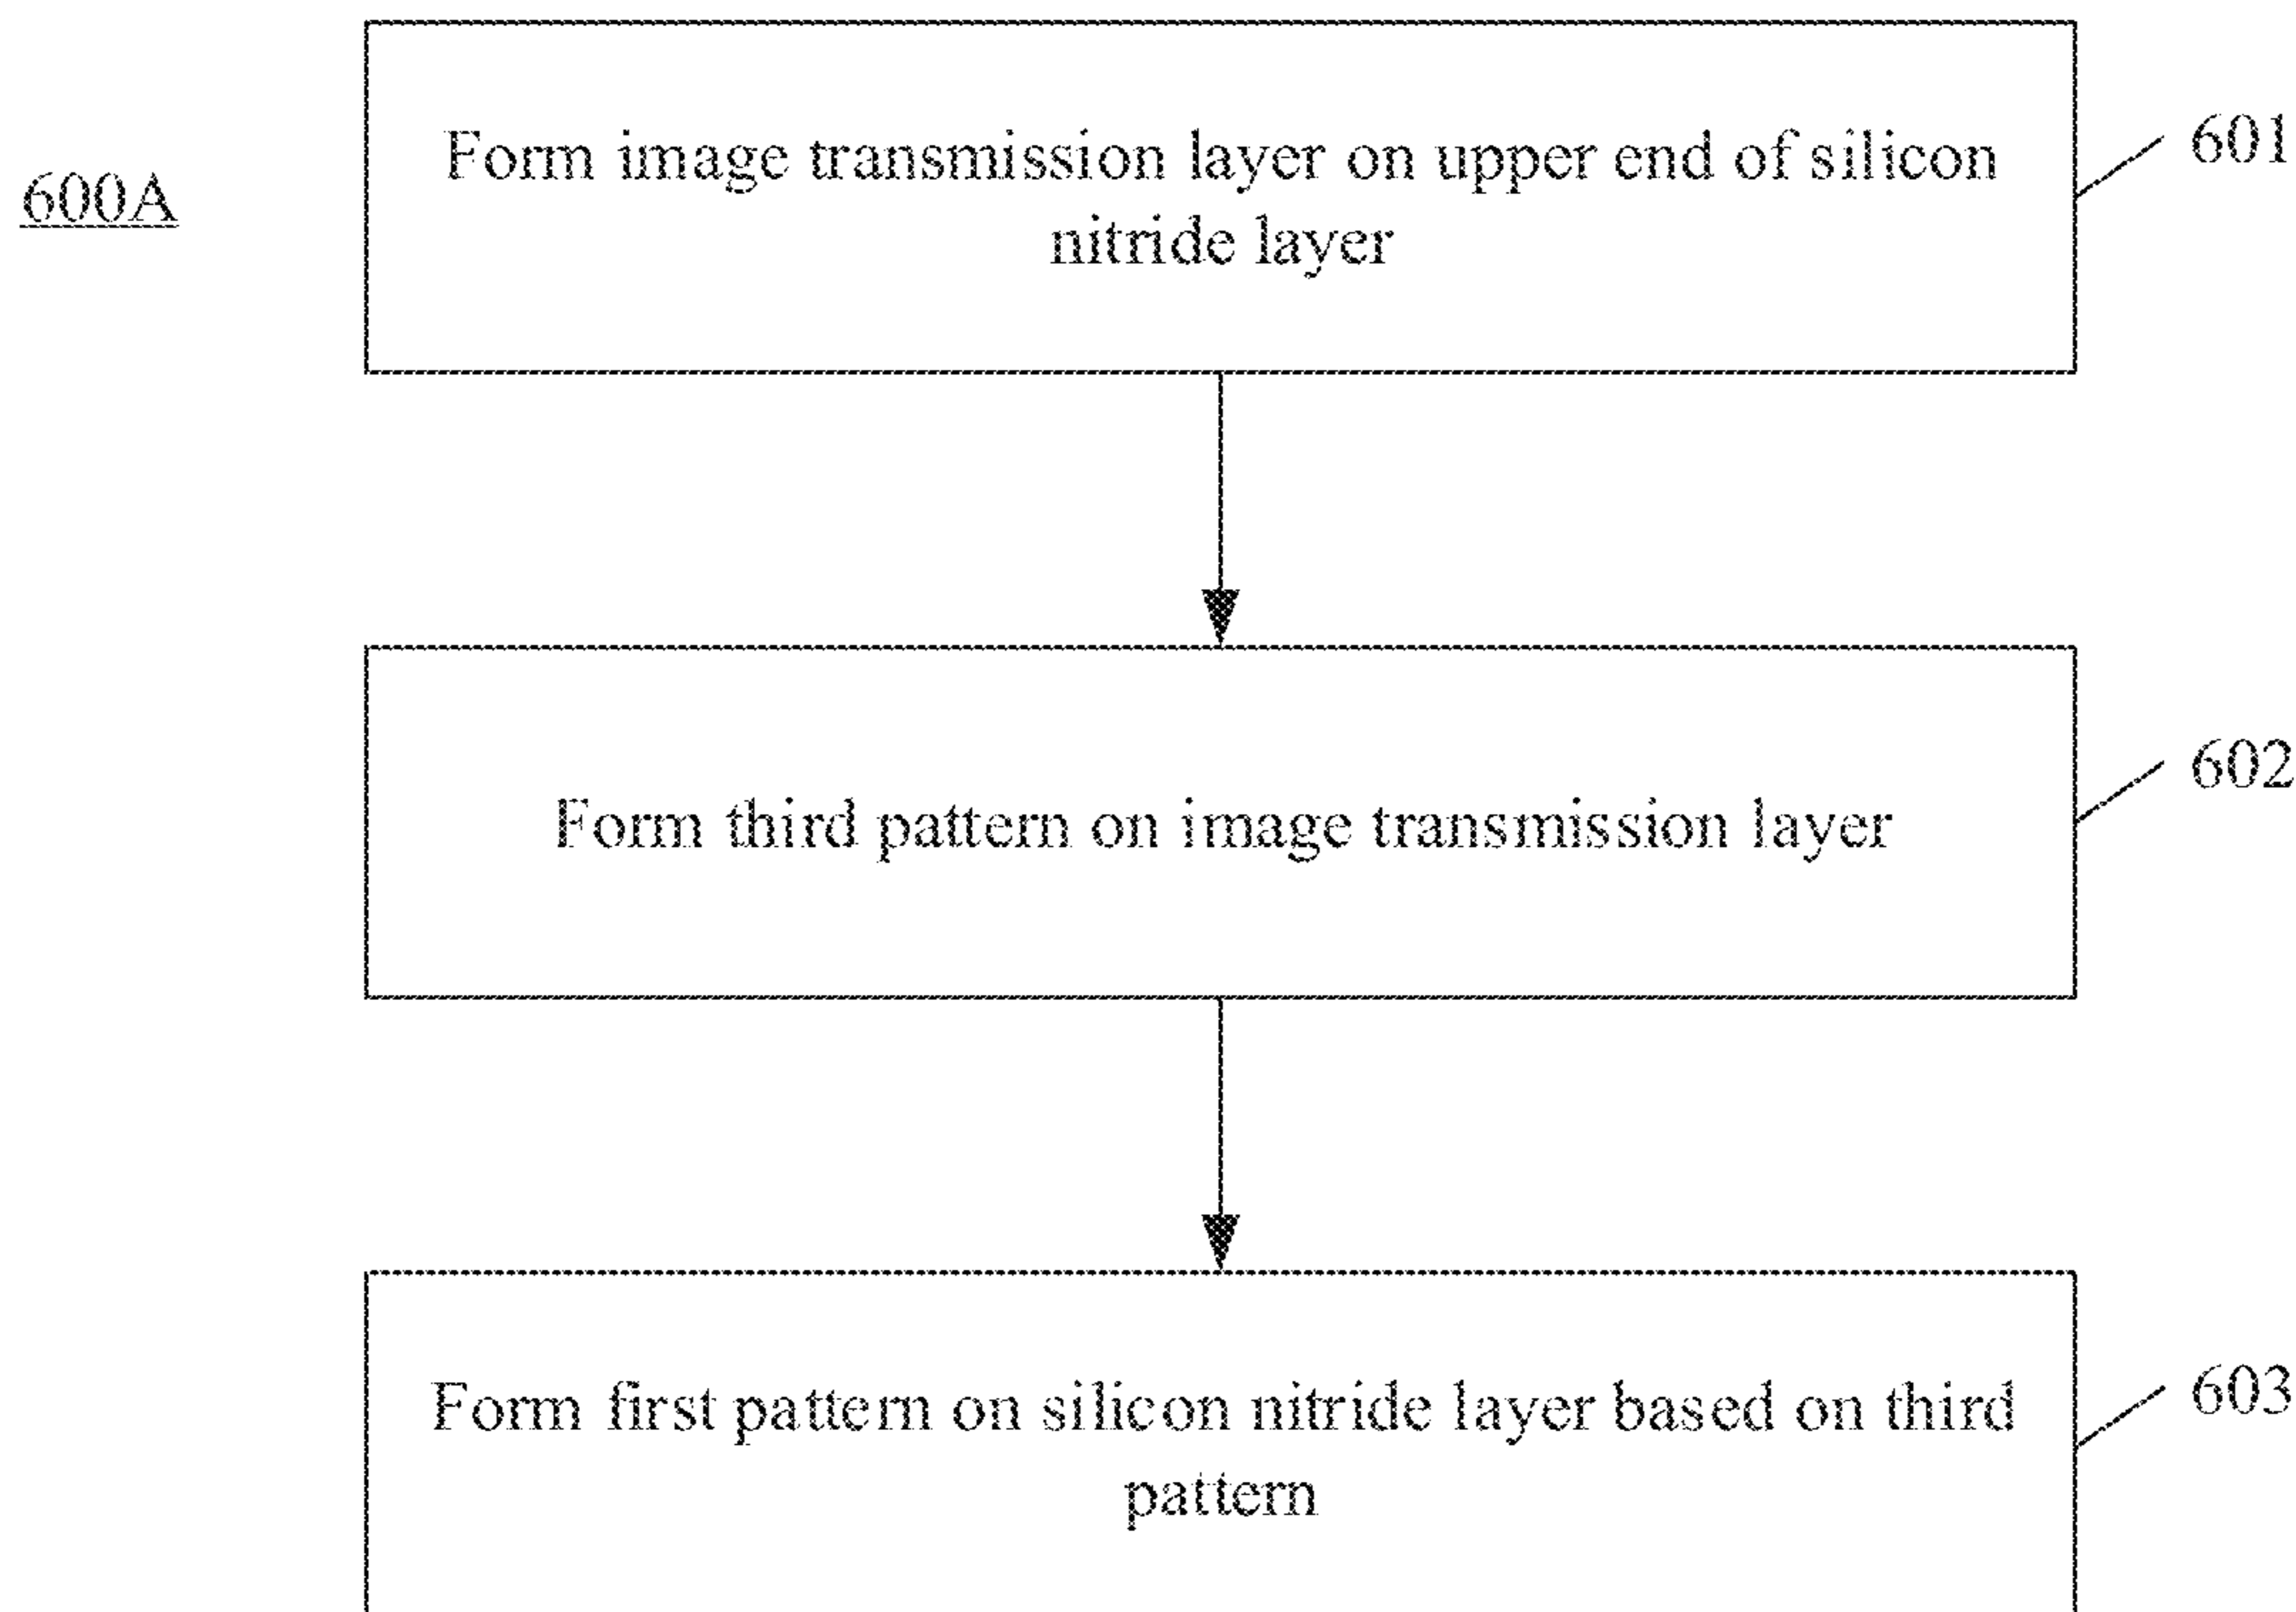 600A
Form image transmission layer on upper end of silicon
nitride layer
601
Form third pattern on image transmission layer
602
Form first pattern on silicon nitride layer based on third
pattern
603